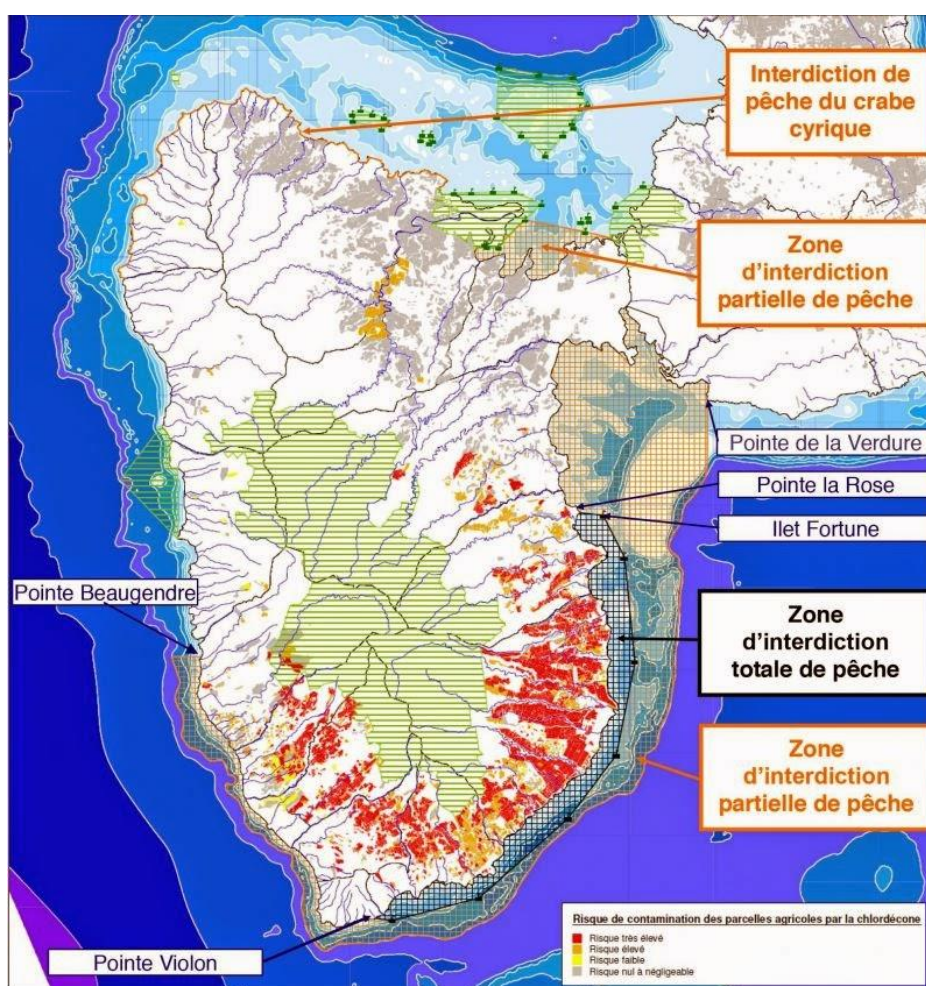 Interdiction de
pêche du crabe
cyrique
Zone
d'interdiction
partielle de pêche
Pointe de la Verdure
Pointe la Rose
Ilet Fortune
Pointe Beaugendre
Zone
d'interdiction
totale de pêche
Zone
d'interdiction
partielle de pêche
Risque de contamination des parcelles agricoles par la chlordécone
Risque très élevé
Risque élevé
Risque faible
Risque nul à négligeable
Pointe Violon